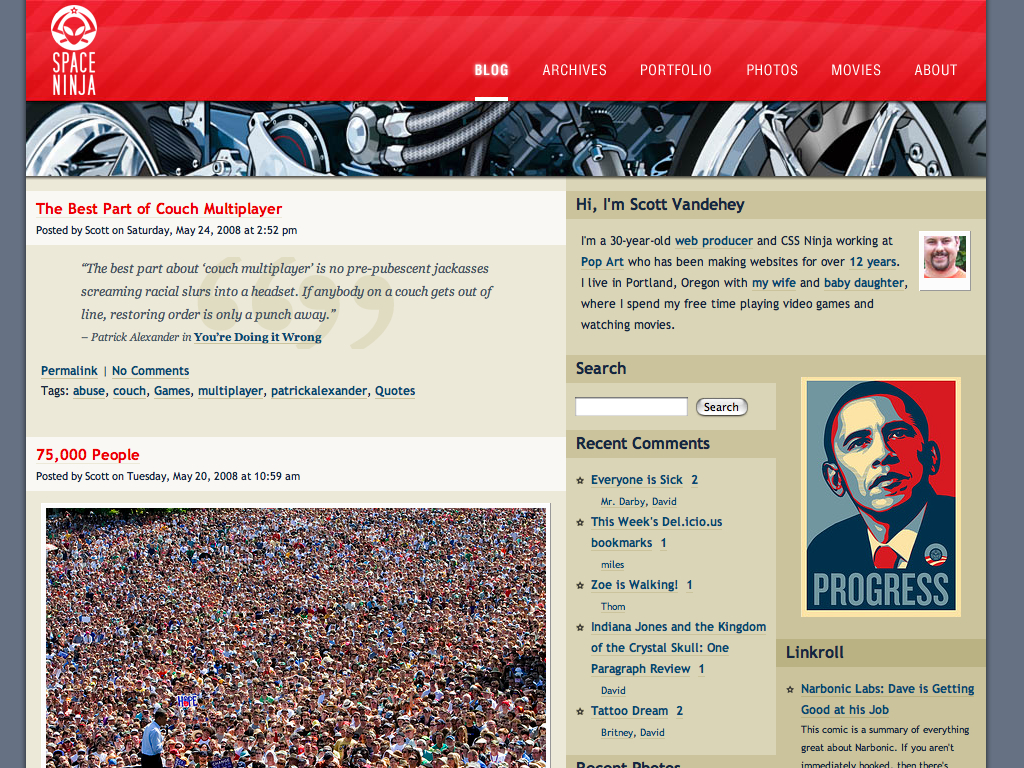 SPACE
NINJA
BLOG ARCHIVES PORTFOLIO PHOTOS MOVIES ABOUT
The Best Part of Couch Multiplayer
Posted by Scott on Saturday, May 24, 2008 at 2:52 pm
“The best part about ‘couch multiplayer’ is no pre-pubescent jackasses
screaming racial slurs into a headset. If anybody on a couch gets out of
line, restoring order is only a punch away.”
– Patrick Alexander in You’re Doing it Wrong
Permalink | No Comments
Tags: abuse, couch, Games, multiplayer, patrickalexander, Quotes
75,000 People
Posted by Scott on Tuesday, May 20, 2008 at 10:59 am
HOPE
Hi, I'm Scott Vandehey
I'm a 30-year-old web producer and CSS Ninja working at
Pop Art who has been making websites for over 12 years.
I live in Portland, Oregon with my wife and baby daughter,
where I spend my free time playing video games and
watching movies.
Search
Search
Recent Comments
Everyone is Sick 2
Mr. Darby, David
This Week's Del.icio.us
bookmarks 1
miles
Zoe is Walking! 1
Thom
Indiana Jones and the Kingdom
of the Crystal Skull: One
Paragraph Review 1
David
Tattoo Dream 2
Britney, David
Recent Photos
PROGRESS
Linkroll
Narbonic Labs: Dave is Getting
Good at his Job
This comic is a summary of everything
great about Narbonic. If you aren't
immediately hooked, then there's